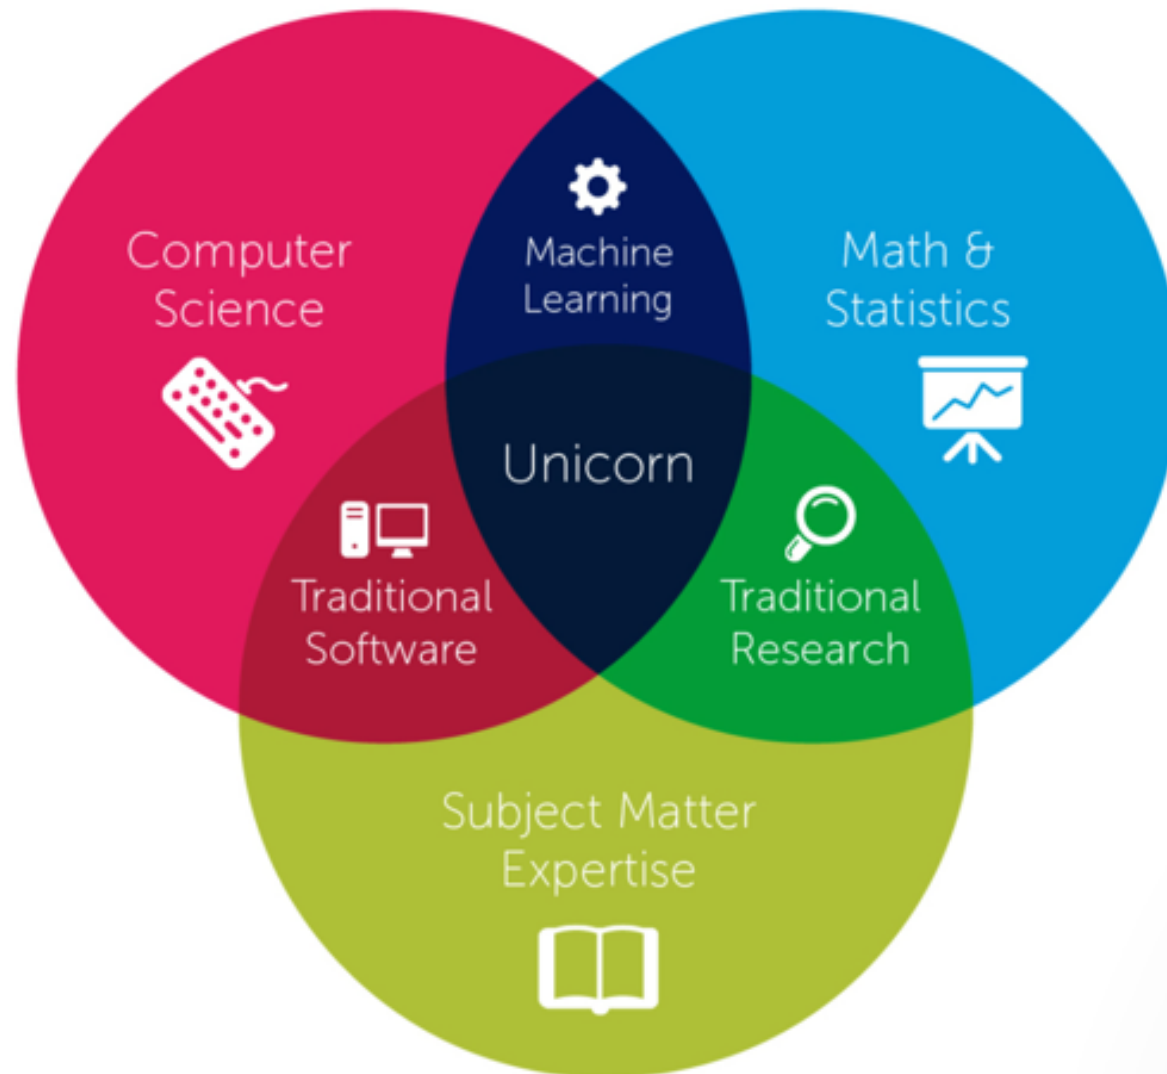 Computer
Science
Machine
Learning
Math &
Statistics
Unicorn
Traditional
Software
Traditional
Research
Subject Matter
Expertise